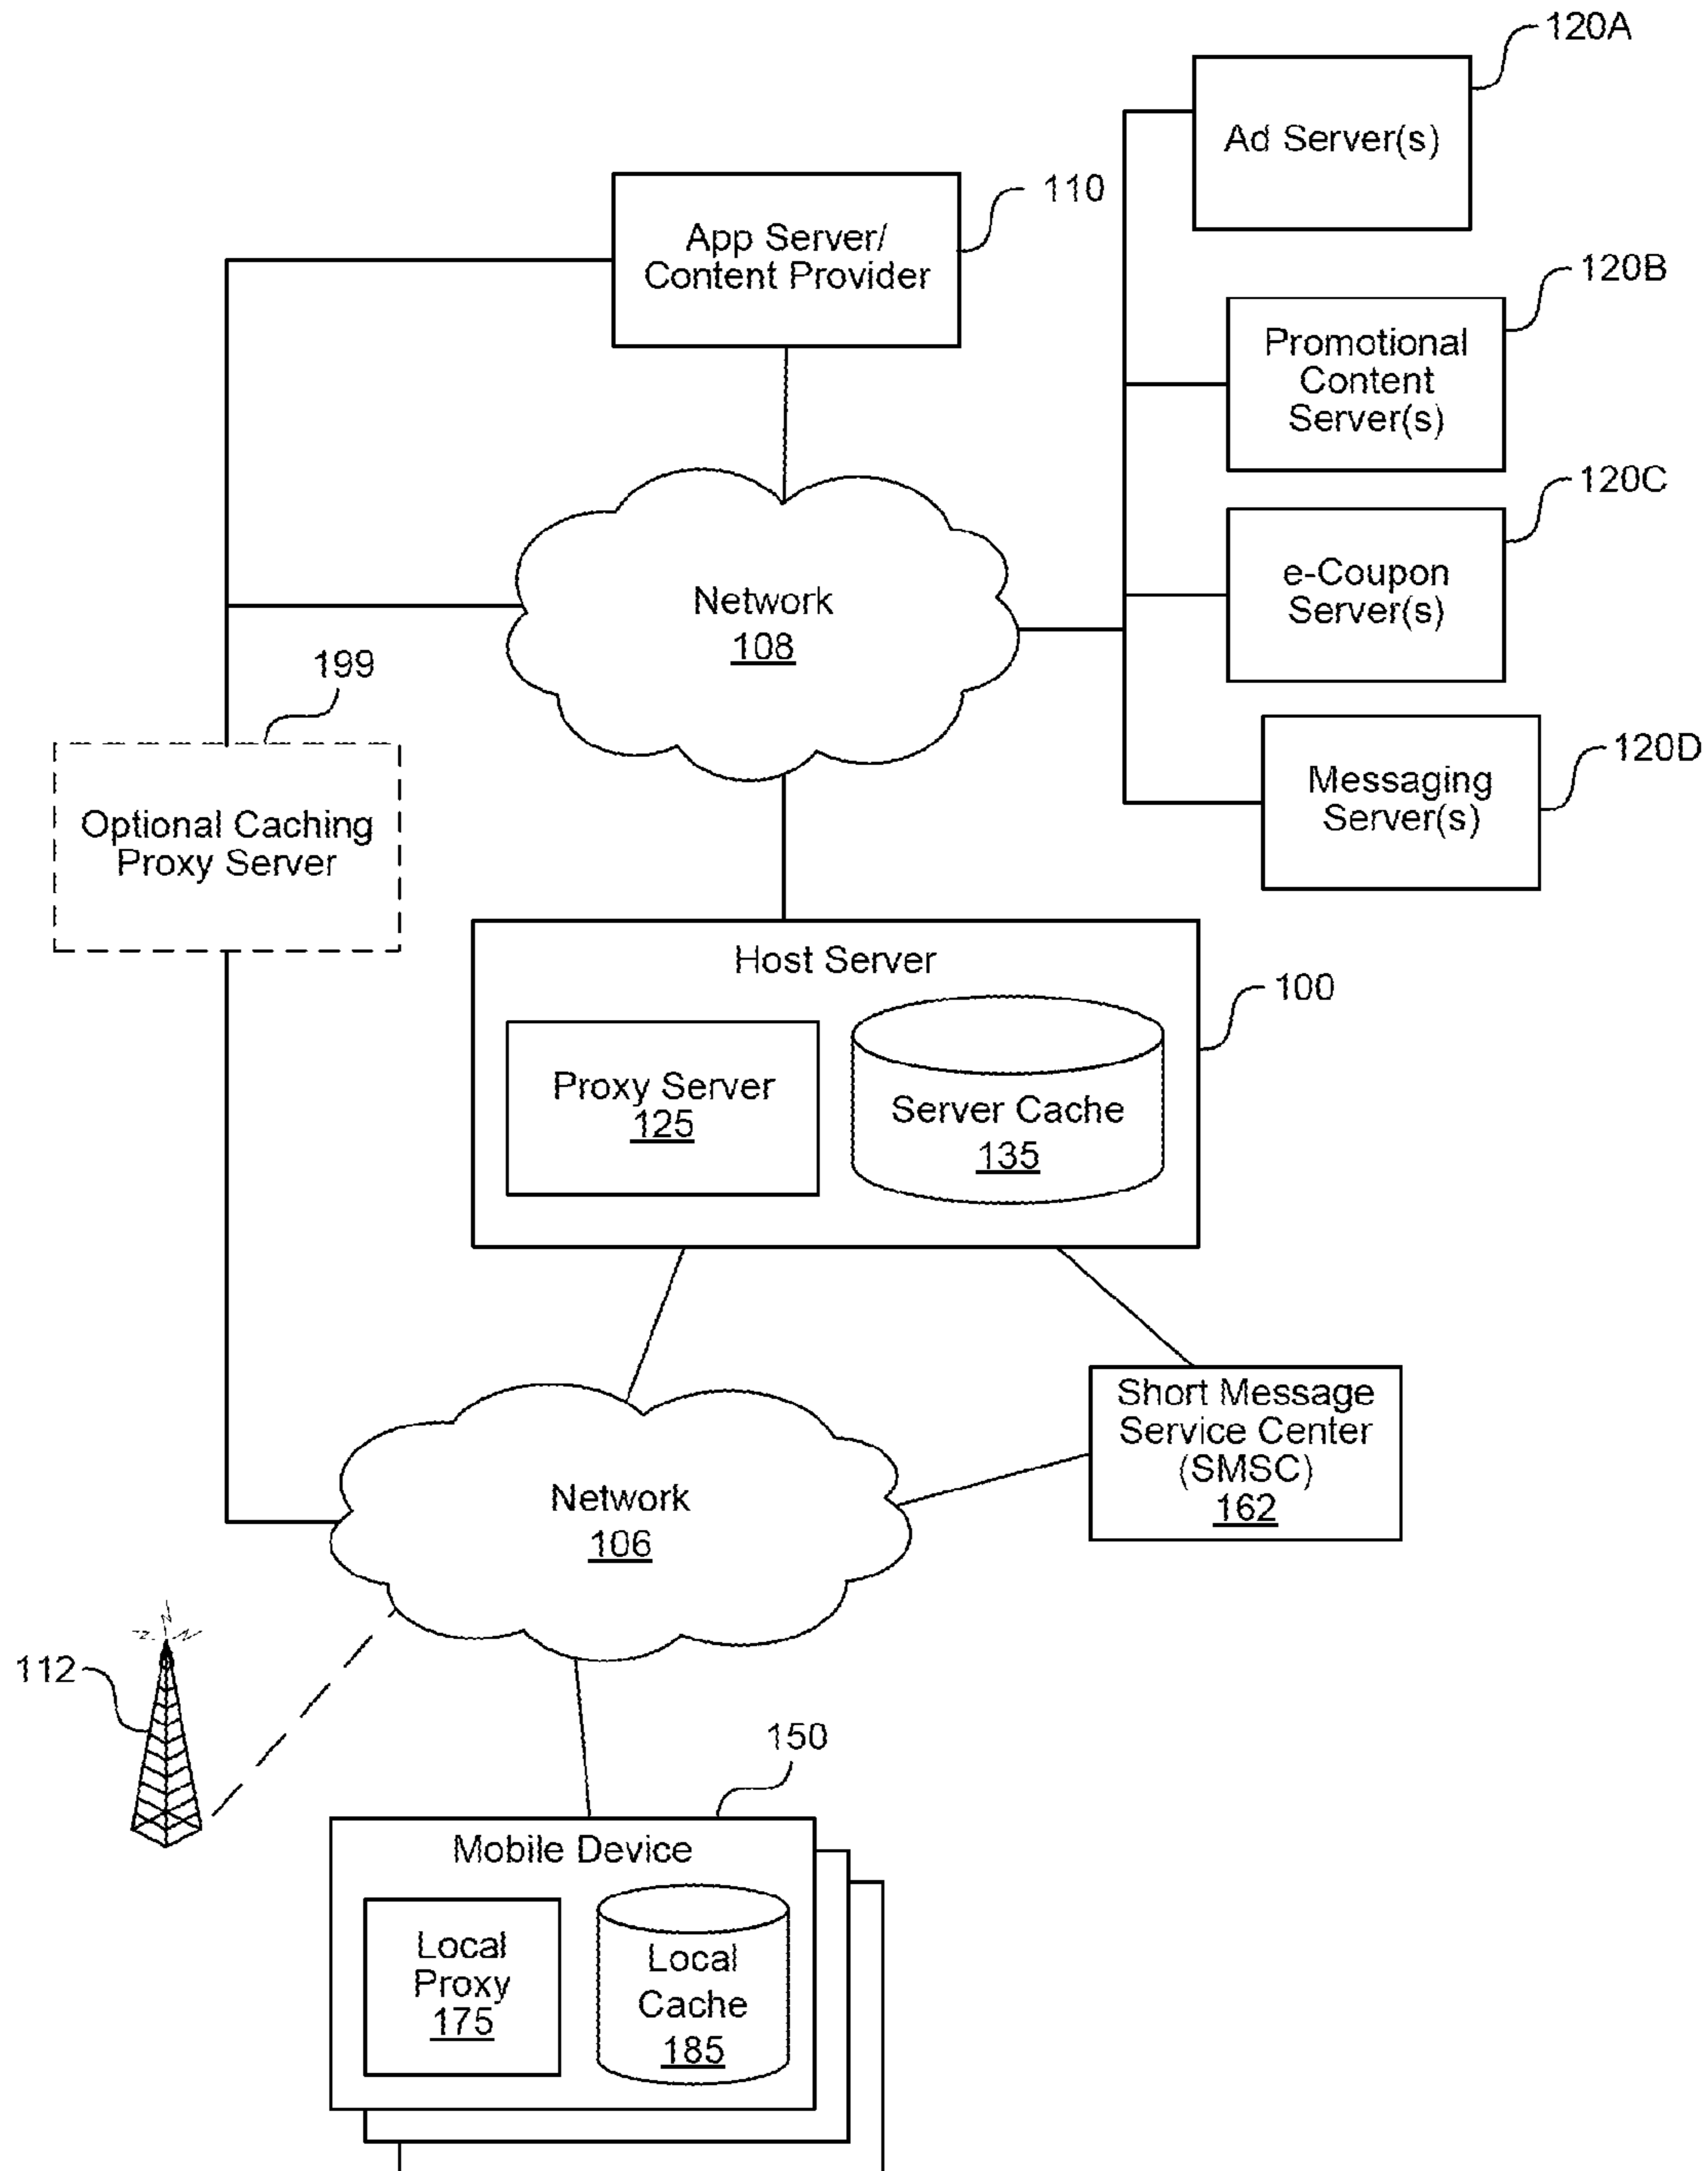 120A
Ad Server(s)
110
App Server/
Content Provider
120B
Promotional
Content
Server(s)
120C
e-Coupon
Server(s)
Network
108
199
120D
Messaging
Server(s)
Optional Caching
Proxy Server
Host Server
100
Proxy Server
125
Server Cache
135
Short Message
Service Center
(SMSC)
162
Network
106
112
150
Mobile Device
Local
Proxy
175
Local
Cache
185